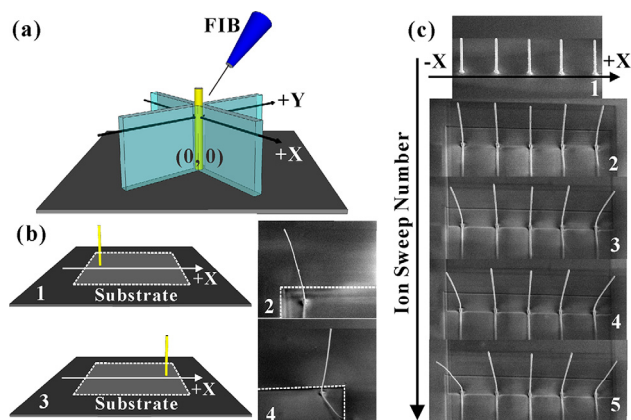 (a)
FIB
+Y
+X
(0, 0)
(b)
+X
1
Substrate
2
+X
3
Substrate
4
(c)
Ion Sweep Number
-X
+X
1
2
3
4
5